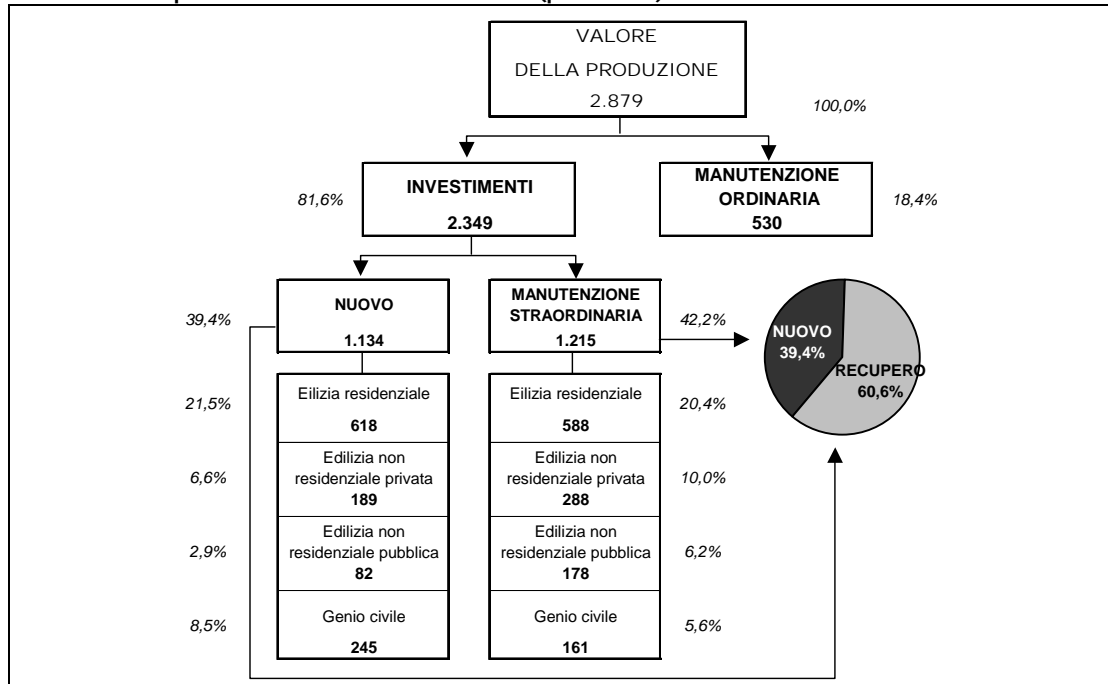 VALORE
DELLA PRODUZIONE
2.879
100,0%
INVESTIMENTI
2.349
81,6%
MANUTENZIONE
ORDINARIA
530
18,4%
NUOVO
1.134
39,4%
MANUTENZIONE
STRAORDINARIA
1.215
42,2%
NUOVO
39,4%
RECUPERO
60,6%
21,5%
Eilizia residenziale
618
Eilizia residenziale
588
20,4%
6,6%
Edilizia non
residenziale privata
189
Edilizia non
residenziale privata
288
10,0%
2,9%
Edilizia non
residenziale pubblica
82
Edilizia non
residenziale pubblica
178
6,2%
8,5%
Genio civile
245
Genio civile
161
5,6%